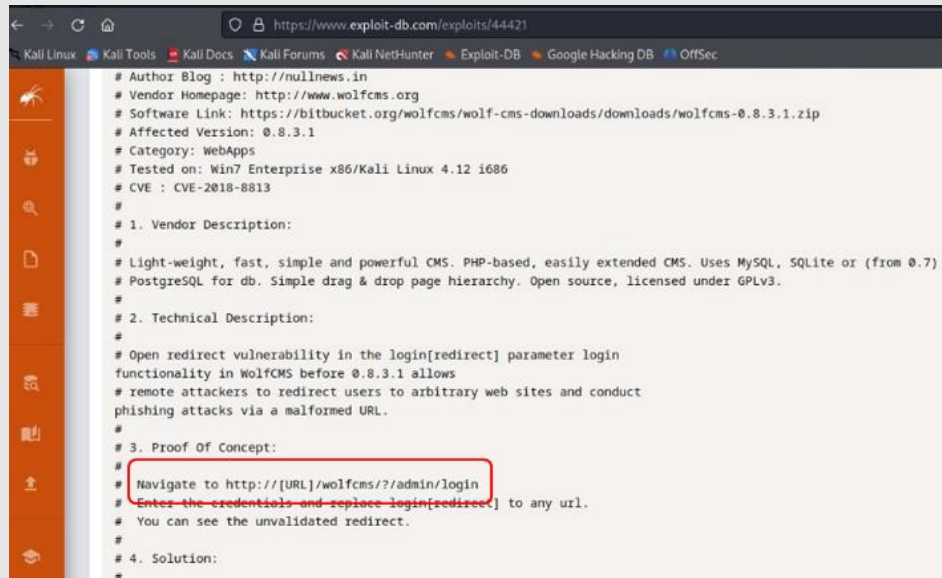 https://www.exploit-db.com/exploits/44421
Kali Linux Kali Tools Kali Docs Kali Forums Kali NetHunter Exploit-DB Google Hacking DB OffSec
# Author Blog : http://nullnews.in
# Vendor Homepage: http://www.wolfcms.org
# Software Link: https://bitbucket.org/wolfcms/wolf-cms-downloads/downloads/wolfcms-0.8.3.1.zip
# Affected Version: 0.8.3.1
# Category: WebApps
# Tested on: Win7 Enterprise x86/Kali Linux 4.12 i686
# CVE : CVE-2018-8813
#
# 1. Vendor Description:
#
# Light-weight, fast, simple and powerful CMS. PHP-based, easily extended CMS. Uses MySQL, SQLite or (from 0.7)
# PostgreSQL for db. Simple drag & drop page hierarchy. Open source, licensed under GPLv3.
#
# 2. Technical Description:
#
# Open redirect vulnerability in the login[redirect] parameter login
functionality in WolfCMS before 0.8.3.1 allows
# remote attackers to redirect users to arbitrary web sites and conduct
phishing attacks via a malformed URL.
#
# 3. Proof Of Concept:
#
# Navigate to http://[URL]/wolfcms/?/admin/login
# Enter the credentials and replace login[redirect] to any url.
# You can see the unvalidated redirect.
#
# 4. Solution:
#